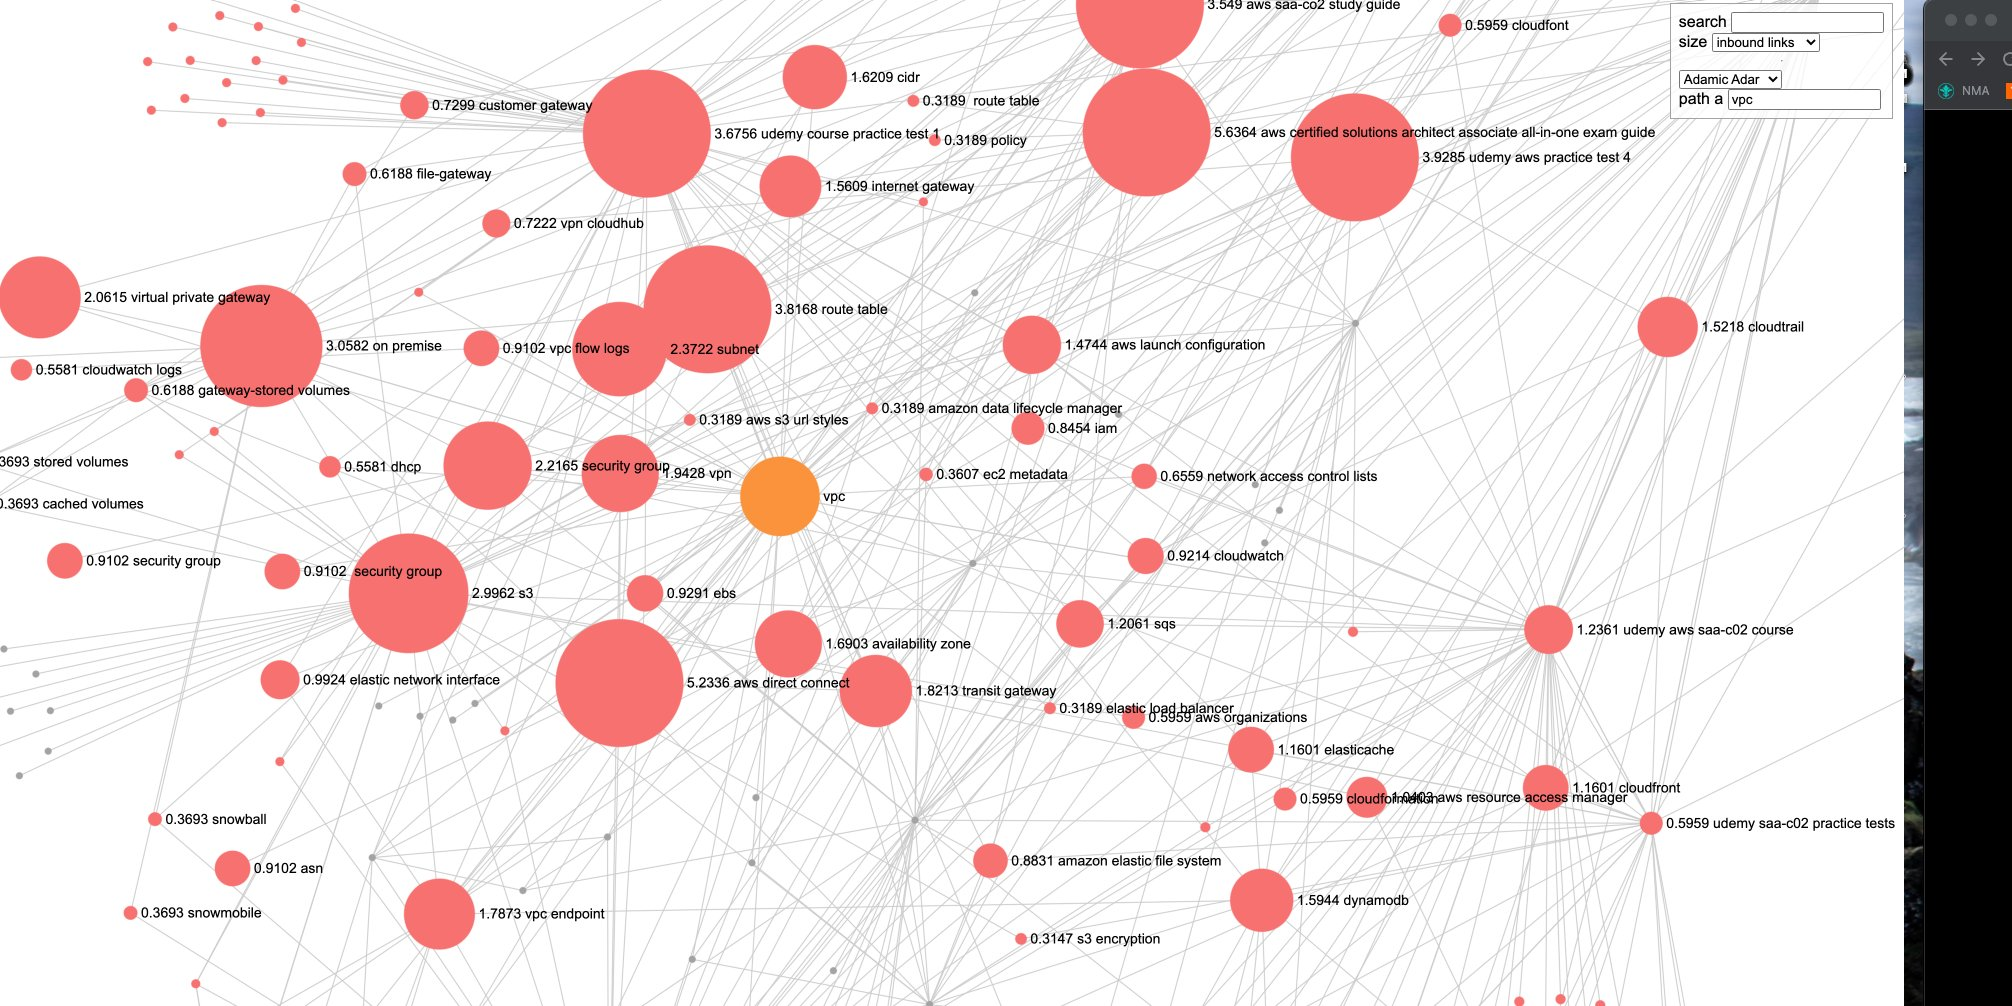 3.549 aws saa-co2 study guide
0.5959 cloudfont
search
size inbound links
Adamic Adar
path a vpc
NMA
1.6209 cidr
0.7299 customer gateway
0.3189 route table
3.6756 udemy course practice test 1
0.3189 policy
5.6364 aws certified solutions architect associate all-in-one exam guide
3.9285 udemy aws practice test 4
0.6188 file-gateway
1.5609 internet gateway
0.7222 vpn cloudhub
2.0615 virtual private gateway
3.8168 route table
1.5218 cloudtrail
3.0582 on premise
0.9102 vpc flow logs
2.3722 subnet
1.4744 aws launch configuration
0.5581 cloudwatch logs
0.6188 gateway-stored volumes
0.3189 aws s3 url styles
0.3189 amazon data lifecycle manager
0.8454 iam
3693 stored volumes
0.5581 dhcp
2.2165 security group
1.9428 vpn
0.3607 ec2 metadata
0.6559 network access control lists
vpc
0.3693 cached volumes
0.9102 security group
0.9102 security group
0.9214 cloudwatch
2.9962 s3
0.9291 ebs
1.2061 sqs
1.2361 udemy aws saa-c02 course
1.6903 availability zone
0.9924 elastic network interface
5.2336 aws direct connect
1.8213 transit gateway
0.3189 elastic load balancer
0.5959 aws organizations
1.1601 elasticache
1.1601 cloudfront
0.5959 cloudformation
1.0403 aws resource access manager
0.3693 snowball
0.5959 udemy saa-c02 practice tests
0.9102 asn
0.8831 amazon elastic file system
1.5944 dynamodb
0.3693 snowmobile
1.7873 vpc endpoint
0.3147 s3 encryption